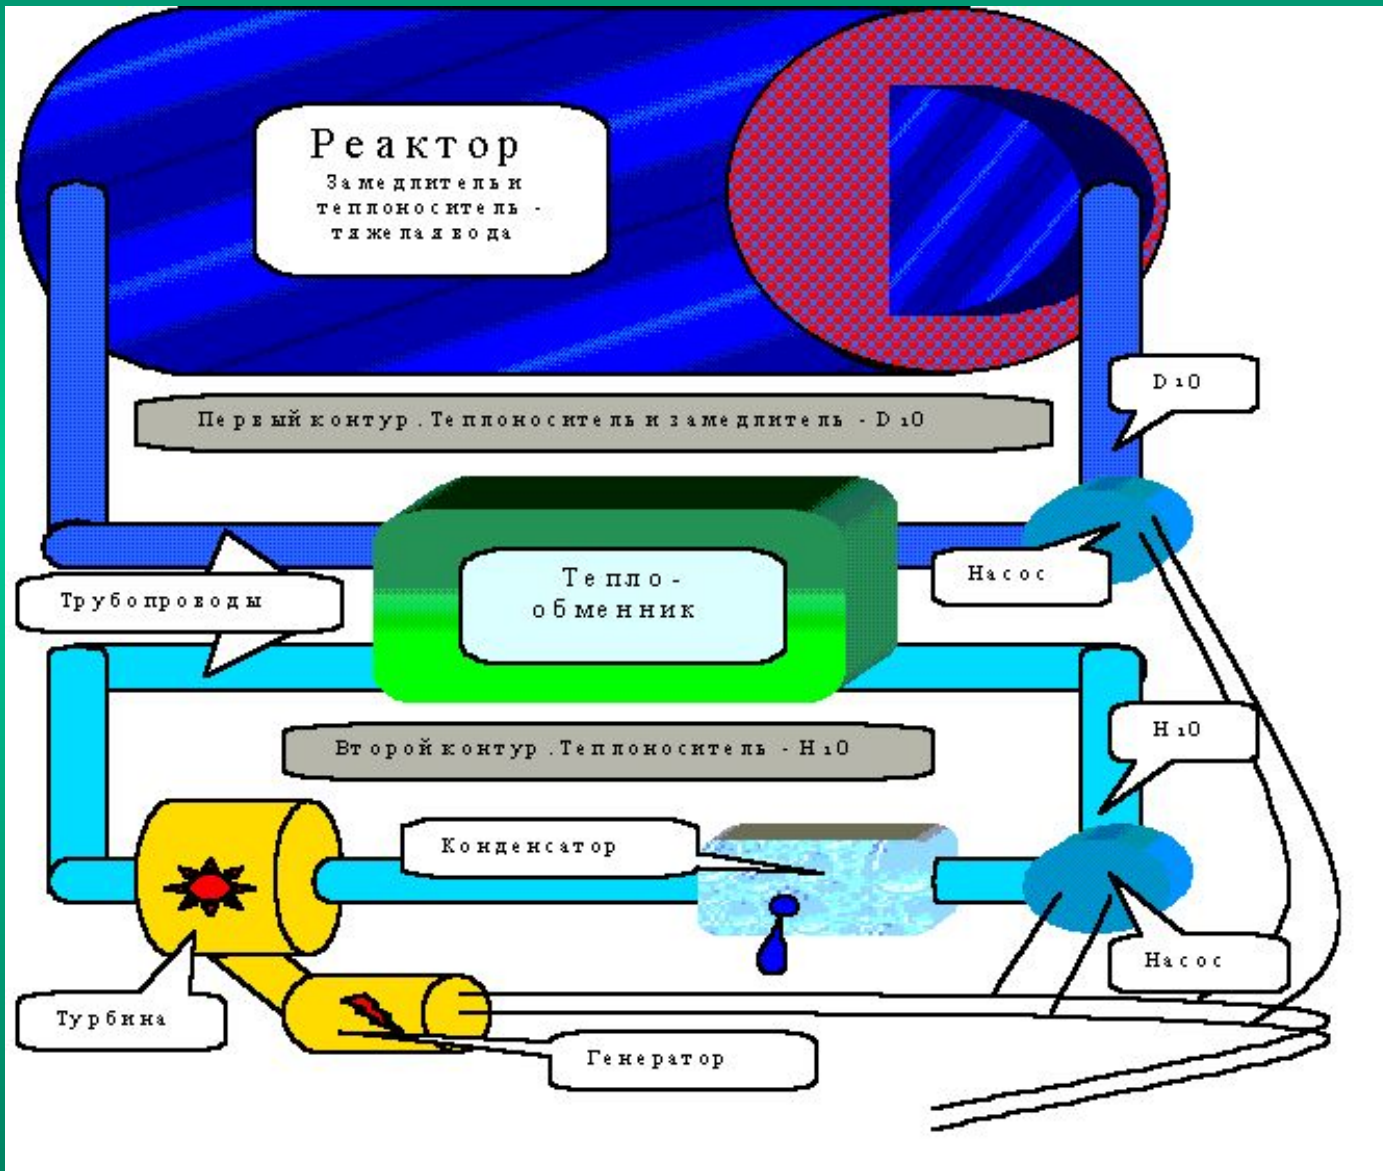 Реактор
Замедлитель и
теплоноситель -
тяжелая вода
D₂O
Первый контур. Теплоноситель и замедлитель - D₂O
Тепло-
обменник
Насос
Трубопроводы
H₂O
Второй контур. Теплоноситель - H₂O
Конденсатор
Насос
Турбина
Генератор